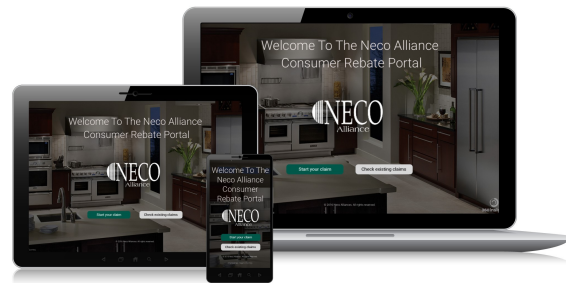 Welcome To The Neco Alliance
Consumer Rebate Portal
NECO
Alliance
Start your claim
Check existing claims
Welcome To The Neco Alliance
Consumer Rebate Portal
NECO
Alliance
Start your claim
Check existing claims
Welcome To The
Neco Alliance
Consumer
Rebate Portal
NECO
Alliance
Start your claim
Check existing claims